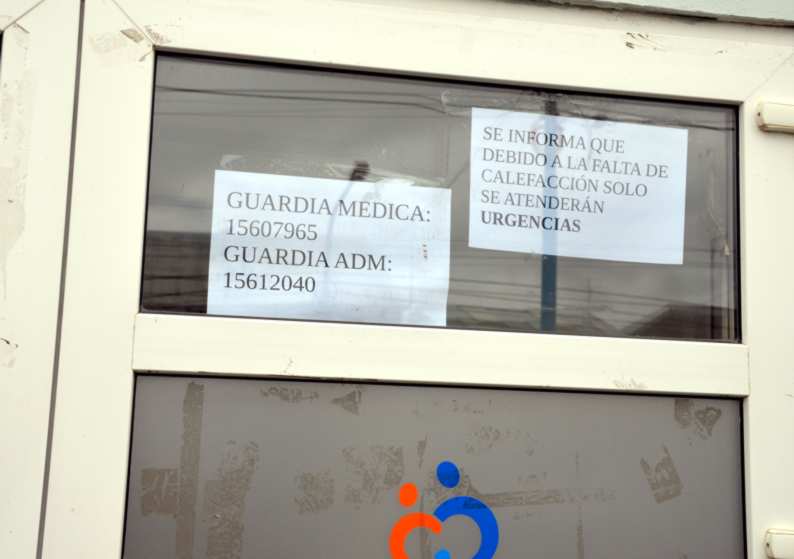 GUARDIA MEDICA:
15607965
GUARDIA ADM:
15612040
SE INFORMA QUE
DEBIDO A LA FALTA DE
CALEFACCIÓN SOLO
SE ATENDERÁN
URGENCIAS